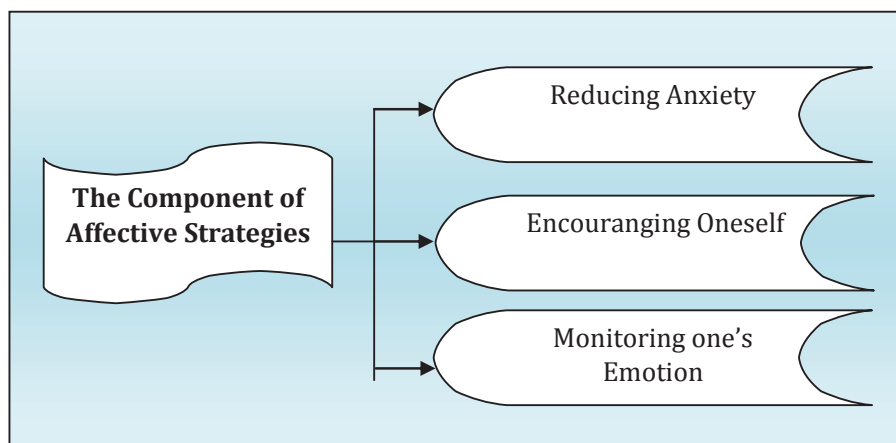 Reducing Anxiety
The Component of
Affective Strategies
Encouranging Oneself
Monitoring one’s
Emotion